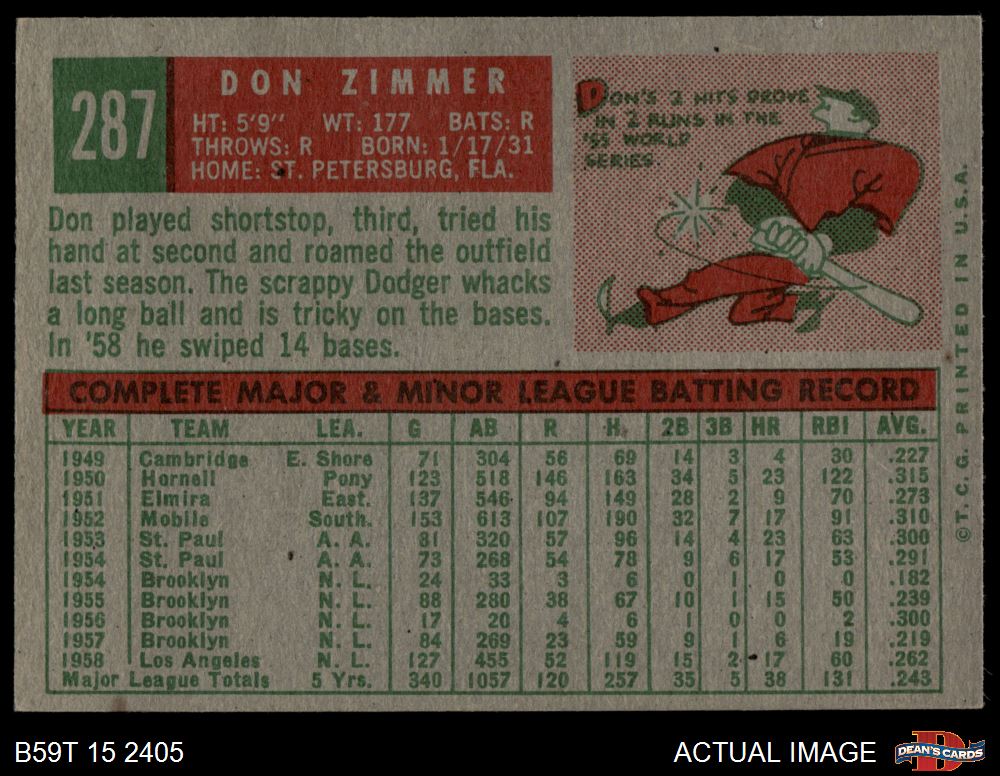 287
DON ZIMMER
HT: 5'9" WT: 177 BATS: R
THROWS: R BORN: 1/17/31
HOME: ST. PETERSBURG, FLA.
DON'S 2 HITS DROVE
IN 2 RUNS IN THE
'55 WORLD
SERIES.
Don played shortstop, third, tried his
hand at second and roamed the outfield
last season. The scrappy Dodger whacks
a long ball and is tricky on the bases.
In '58 he swiped 14 bases.
COMPLETE MAJOR & MINOR LEAGUE BATTING RECORD
YEAR TEAM LEA. G AB R H 2B 3B HR RBI AVG.
1949 Cambridge E. Shore 71 304 56 69 14 3 4 30 .227
1950 Hornell Pony 123 518 146 163 34 5 23 122 .315
1951 Elmira East. 137 546 94 149 28 2 9 70 .273
1952 Mobile South. 153 613 107 190 32 7 17 91 .310
1953 St. Paul A. A. 81 320 57 96 14 4 23 63 .300
1954 St. Paul A. A. 73 268 54 78 9 6 17 53 .291
1954 Brooklyn N. L. 24 33 3 6 0 1 0 0 .182
1955 Brooklyn N. L. 88 280 38 67 10 1 15 50 .239
1956 Brooklyn N. L. 17 20 4 6 1 0 0 2 .300
1957 Brooklyn N. L. 84 269 23 59 9 1 6 19 .219
1958 Los Angeles N. L. 127 455 52 119 15 2 17 60 .262
Major League Totals 5 Yrs. 340 1057 120 257 35 5 38 131 .243
©T. C. G. PRINTED IN U.S.A.
B59T 15 2405
ACTUAL IMAGE
DEAN'S CARDS